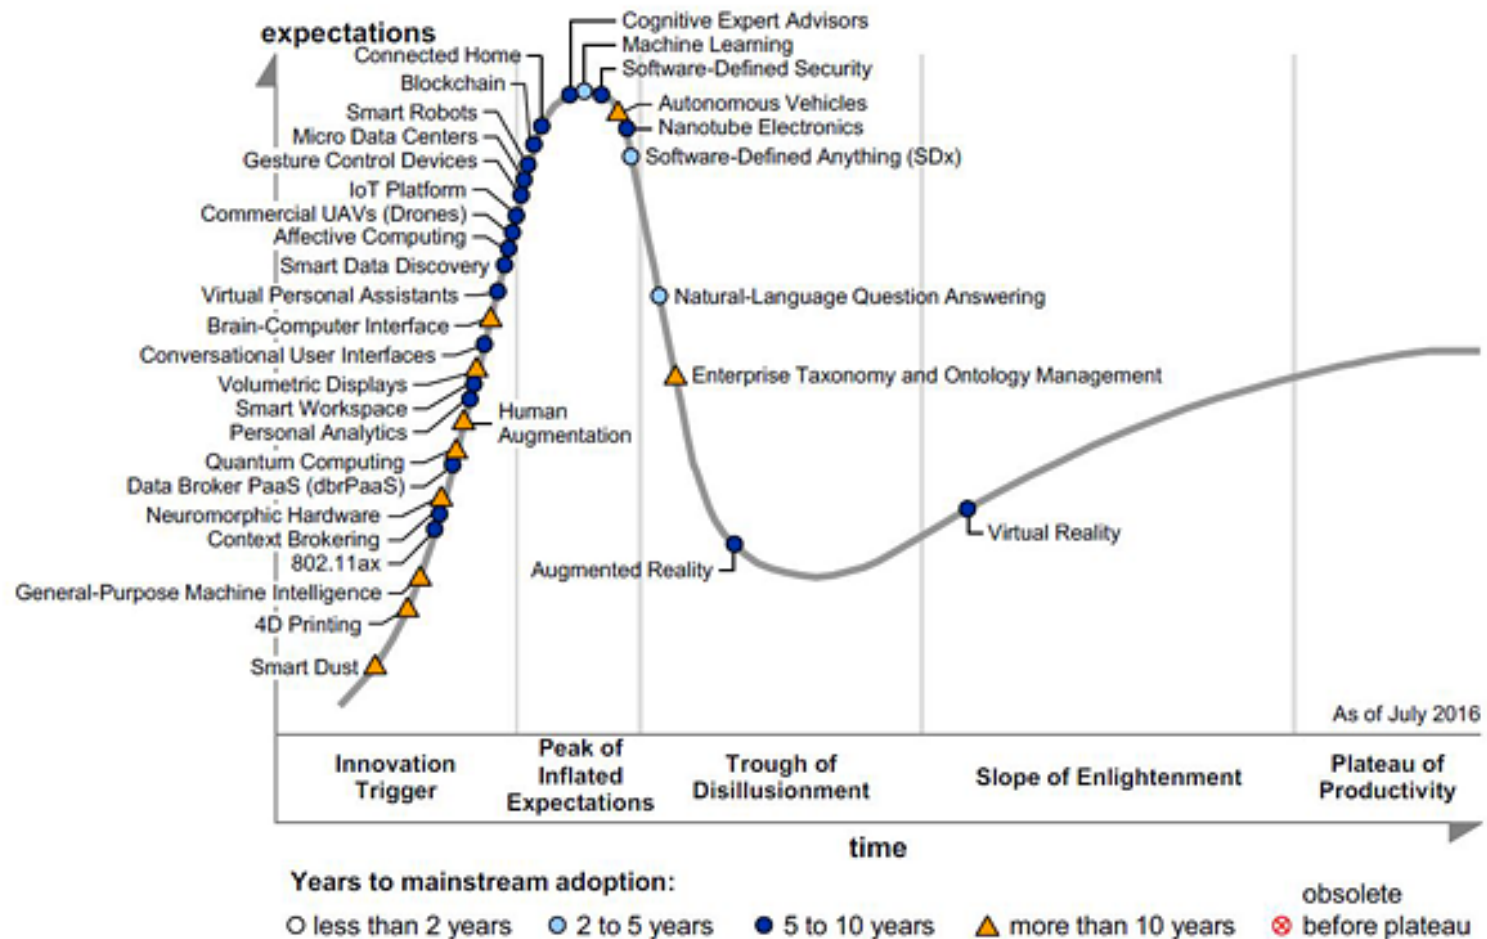 expectations
Connected Home
Blockchain
Smart Robots
Micro Data Centers
Gesture Control Devices
IoT Platform
Commercial UAVs (Drones)
Affective Computing
Smart Data Discovery
Virtual Personal Assistants
Brain-Computer Interface
Conversational User Interfaces
Volumetric Displays
Smart Workspace
Personal Analytics
Quantum Computing
Data Broker PaaS (dbrPaaS)
Neuromorphic Hardware
Context Brokering
802.11ax
General-Purpose Machine Intelligence
4D Printing
Smart Dust
Human
Augmentation
Cognitive Expert Advisors
Machine Learning
Software-Defined Security
Autonomous Vehicles
Nanotube Electronics
Software-Defined Anything (SDx)
Natural-Language Question Answering
Enterprise Taxonomy and Ontology Management
Augmented Reality
Virtual Reality
As of July 2016
Innovation
Trigger
Peak of
Inflated
Expectations
Trough of
Disillusionment
Slope of Enlightenment
Plateau of
Productivity
time
Years to mainstream adoption:
less than 2 years
2 to 5 years
5 to 10 years
more than 10 years
obsolete
before plateau